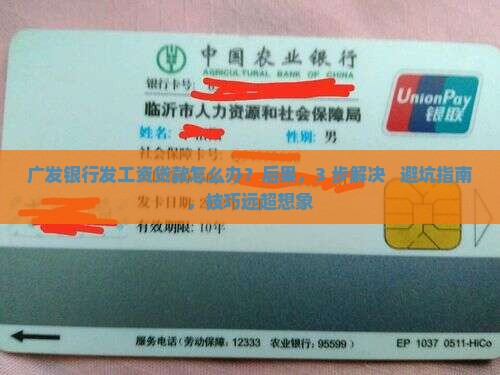 中国农业银行
AGRICULTURAL BANK OF CHINA
银行卡号:
UnionPay
银联
临沂市人力资源和社会保障局
姓名: 性别: 男
社会保障号:
广发银行发工资贷款怎么办?后果，3 步解决 避坑指南
，技巧远超想象
发卡日期:
有效期限: 10年
服务电话(劳动保障: 12333 农业银行: 95599)
EP 1037 0511-HiCo